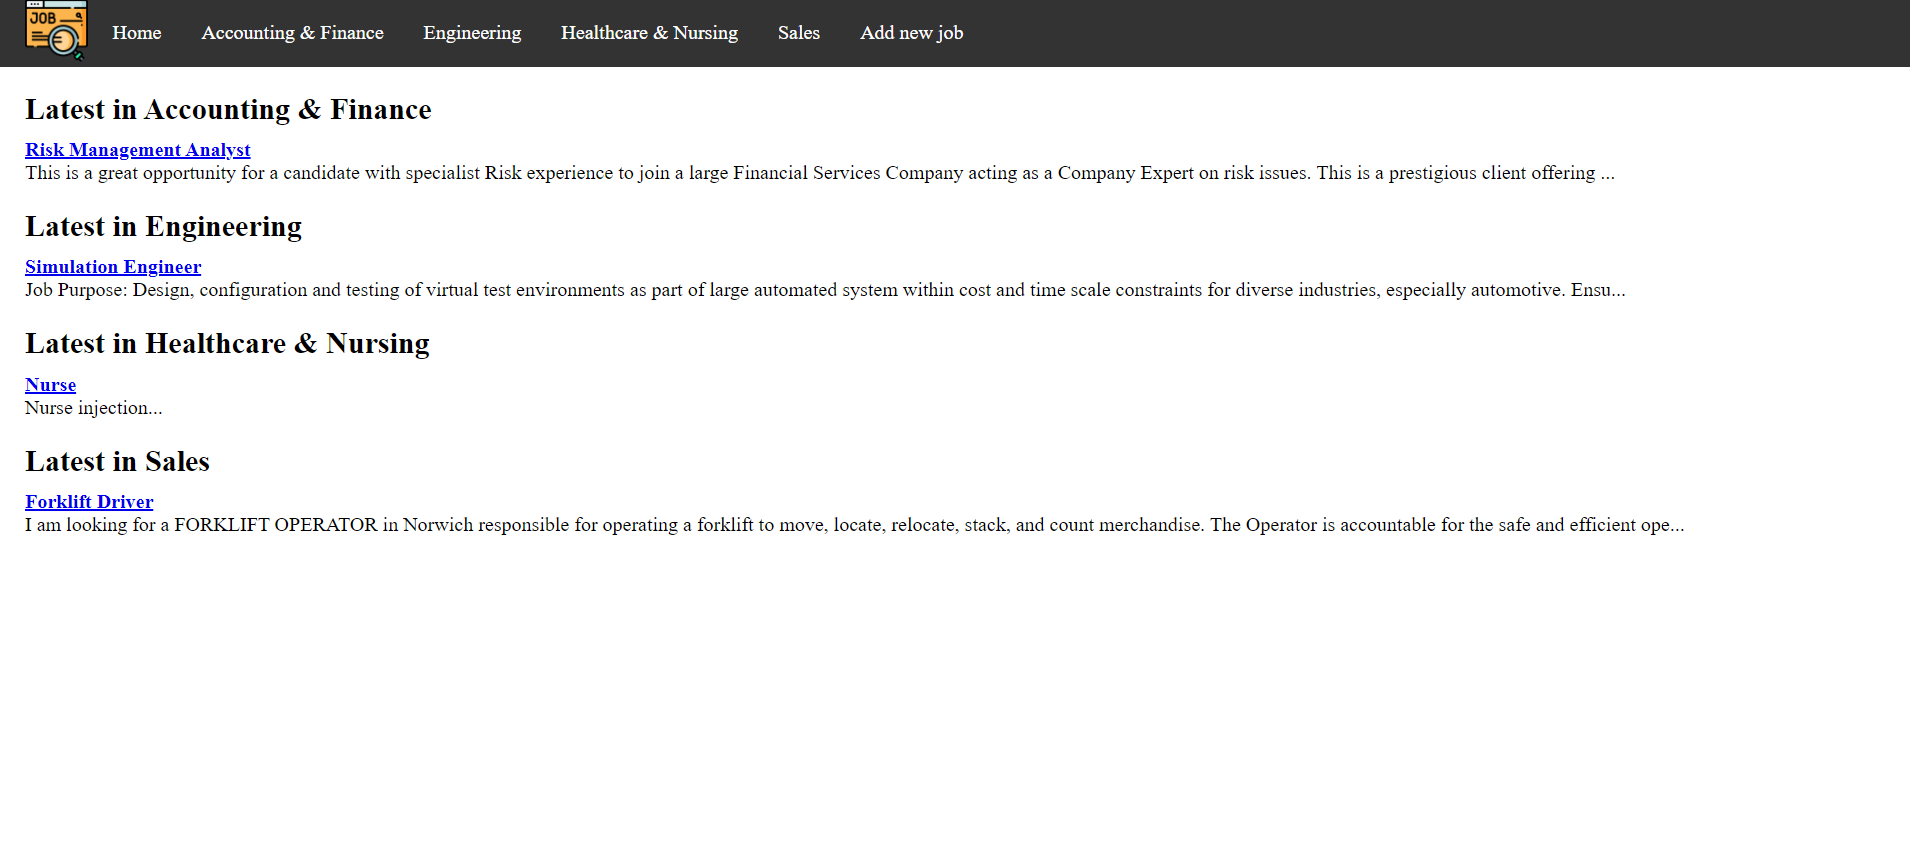 JOB
Home Accounting & Finance Engineering Healthcare & Nursing Sales Add new job
Latest in Accounting & Finance
Risk Management Analyst
This is a great opportunity for a candidate with specialist Risk experience to join a large Financial Services Company acting as a Company Expert on risk issues. This is a prestigious client offering ...
Latest in Engineering
Simulation Engineer
Job Purpose: Design, configuration and testing of virtual test environments as part of large automated system within cost and time scale constraints for diverse industries, especially automotive. Ensu...
Latest in Healthcare & Nursing
Nurse
Nurse injection...
Latest in Sales
Forklift Driver
I am looking for a FORKLIFT OPERATOR in Norwich responsible for operating a forklift to move, locate, relocate, stack, and count merchandise. The Operator is accountable for the safe and efficient ope...